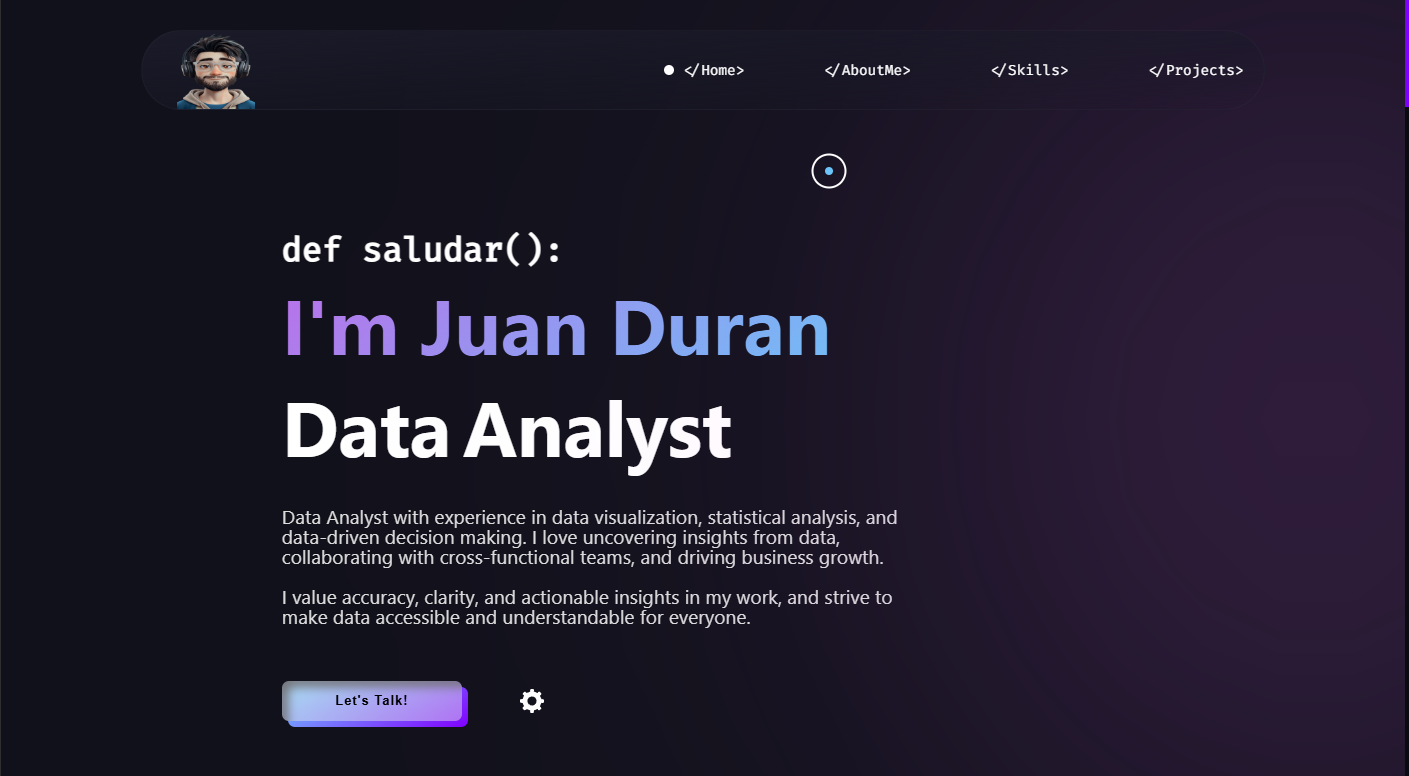 </Home>
</AboutMe>
</Skills>
</Projects>
def saludar():
I'm Juan Duran
Data Analyst
Data Analyst with experience in data visualization, statistical analysis, and
data-driven decision making. I love uncovering insights from data,
collaborating with cross-functional teams, and driving business growth.
I value accuracy, clarity, and actionable insights in my work, and strive to
make data accessible and understandable for everyone.
Let's Talk!